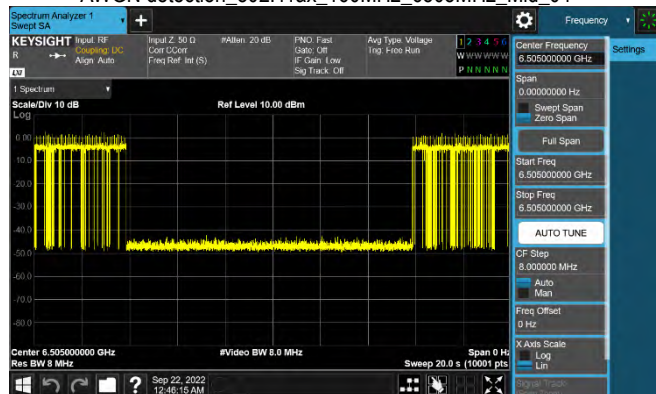 Spectrum Analyzer 1
Swept SA
+
Frequency
KEYSIGHT
R
LXI
Input: RF
Coupling: DC
Align: Auto
Input Z: 50 Ω
Corr CCorr
Freq Ref: Int (S)
#Atten: 20 dB
PNO: Fast
Gate: Off
IF Gain: Low
Sig Track: Off
Avg Type: Voltage
Trig: Free Run
1 2 3 4 5 6
W W W W W W
P N N N N N
Center Frequency
6.505000000 GHz
Settings
Span
0.00000000 Hz
Swept Span
Zero Span
Full Span
Start Freq
6.505000000 GHz
Stop Freq
6.505000000 GHz
AUTO TUNE
CF Step
8.000000 MHz
Auto
Man
Freq Offset
0 Hz
X Axis Scale
Log
Lin
Signal Track
1 Spectrum
Scale/Div 10 dB
Ref Level 10.00 dBm
Log
0.00
-10.0
-20.0
-30.0
-40.0
-50.0
-60.0
-70.0
-80.0
Center 6.505000000 GHz
#Video BW 8.0 MHz
Span 0 Hz
Res BW 8 MHz
Sweep 20.0 s (10001 pts
?
Sep 22, 2022
12:46:15 AM